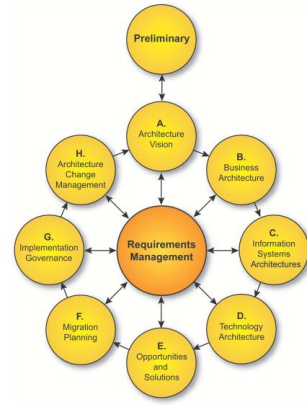 Preliminary
A.
Architecture
Vision
B.
Business
Architecture
C.
Information
Systems
Architectures
D.
Technology
Architecture
E.
Opportunities
and
Solutions
F.
Migration
Planning
G.
Implementation
Governance
H.
Architecture
Change
Management
Requirements
Management